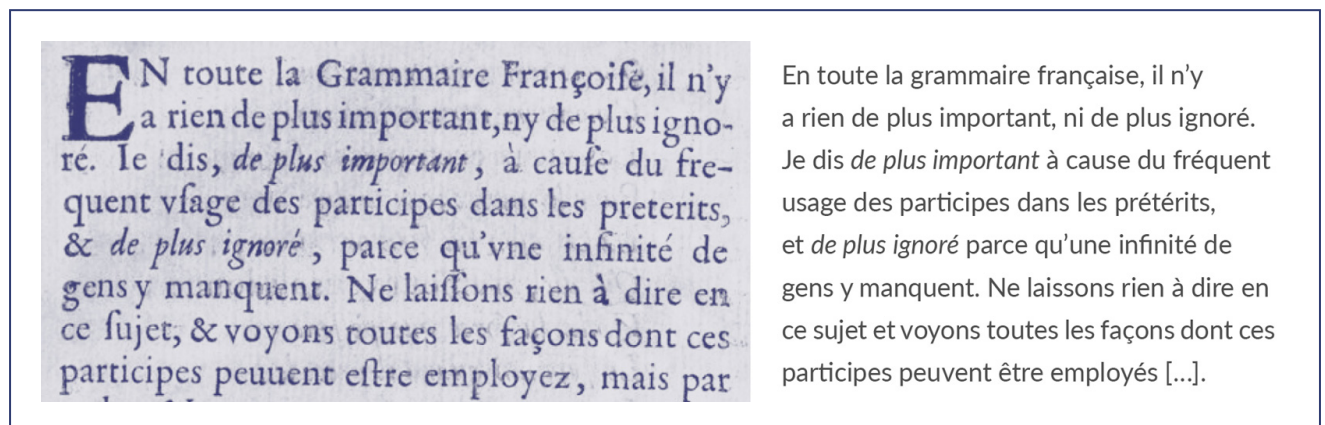 EN toute la Grammaire Françoiſe, il n'y
a rien de plus important, ny de plus igno-
ré. Ie dis, de plus important, à cauſe du fre-
quent vſage des participes dans les preterits,
& de plus ignoré, parce qu'vne infinité de
gens y manquent. Ne laiſſons rien à dire en
ce ſujet, & voyons toutes les façons dont ces
participes peuuent eſtre employez, mais par
En toute la grammaire française, il n’y
a rien de plus important, ni de plus ignoré.
Je dis de plus important à cause du fréquent
usage des participes dans les prétérits,
et de plus ignoré parce qu’une infinité de
gens y manquent. Ne laissons rien à dire en
ce sujet et voyons toutes les façons dont ces
participes peuvent être employés [...].